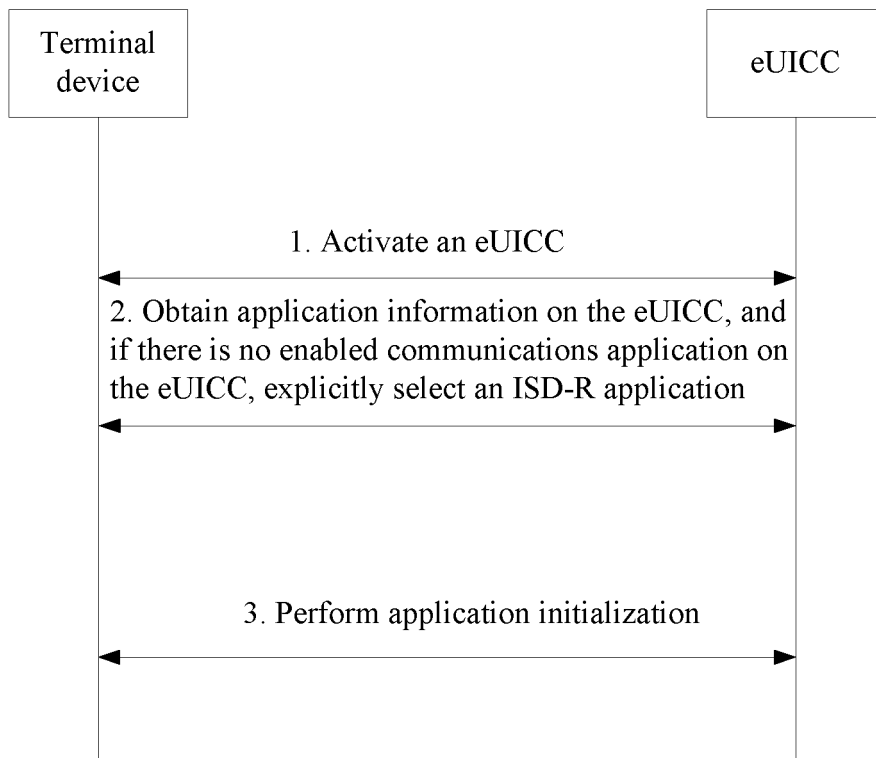 Terminal
device
eUICC
1. Activate an eUICC
2. Obtain application information on the eUICC, and
if there is no enabled communications application on
the eUICC, explicitly select an ISD-R application
3. Perform application initialization